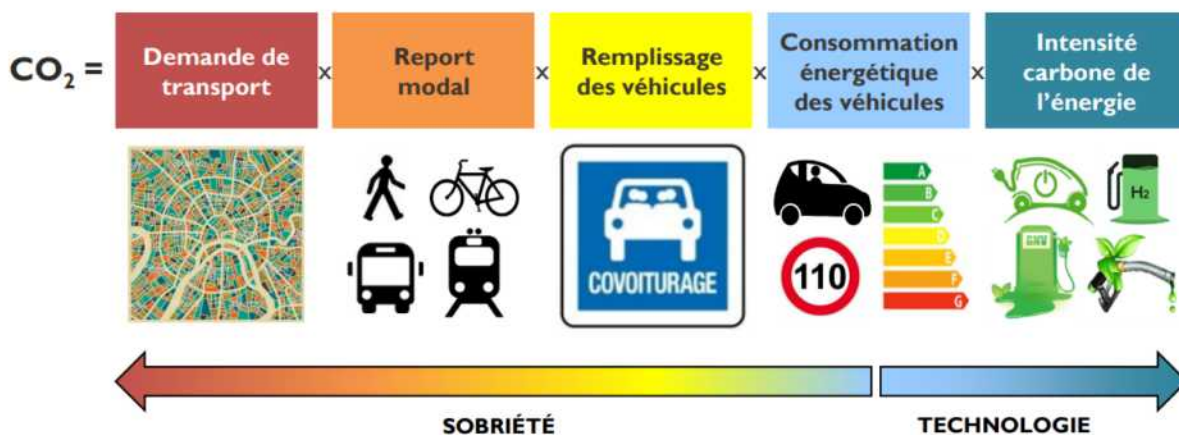 CO₂ =
Demande de
transport
x
Report
modal
x
Remplissage
des véhicules
x
Consommation
énergétique
des véhicules
x
Intensité
carbone de
l'énergie
COVOITURAGE
110
A
B
C
D
E
F
G
H2
GNV
SOBRIÉTÉ
TECHNOLOGIE